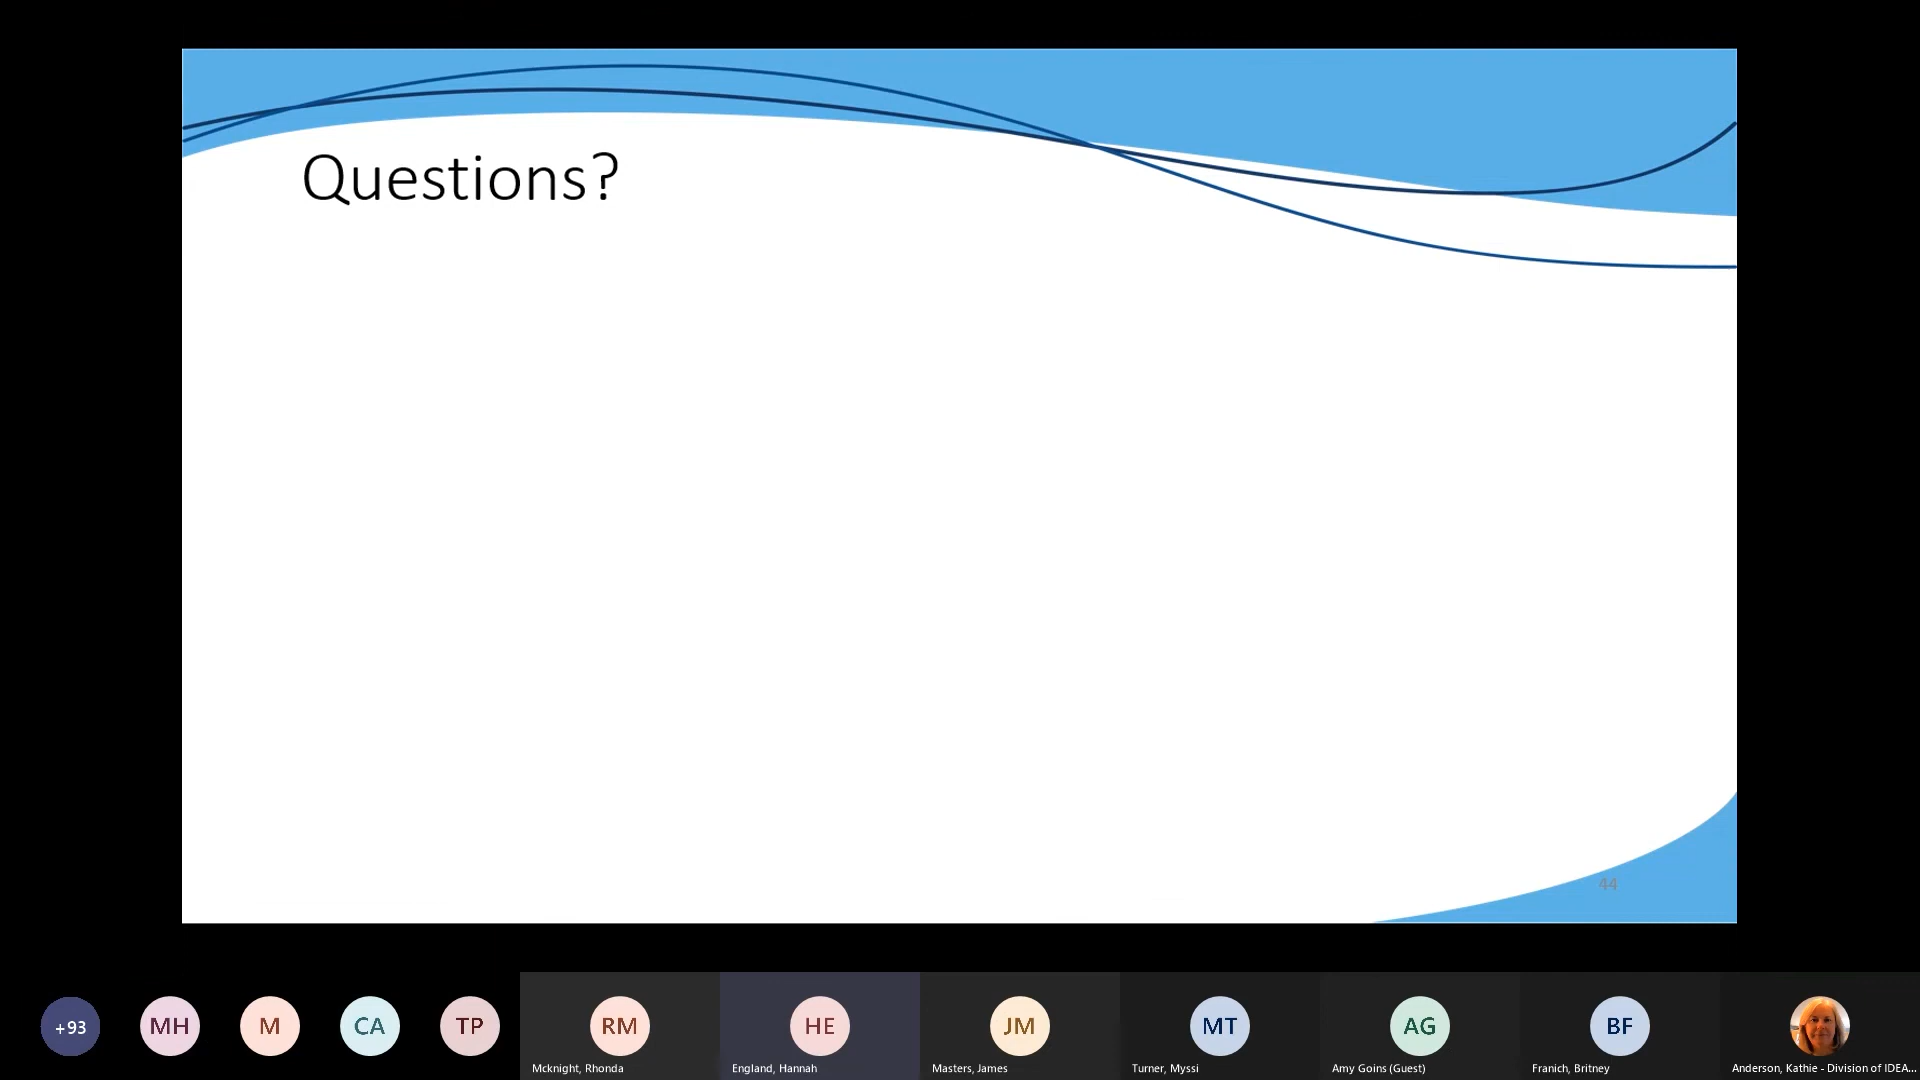 Questions?
44
+93
MH
M
CA
TP
RM
HE
JM
MT
AG
BF
Mcknight, Rhonda
England, Hannah
Masters, James
Turner, Myssi
Amy Goins (Guest)
Franich, Britney
Anderson, Kathie - Division of IDEA...